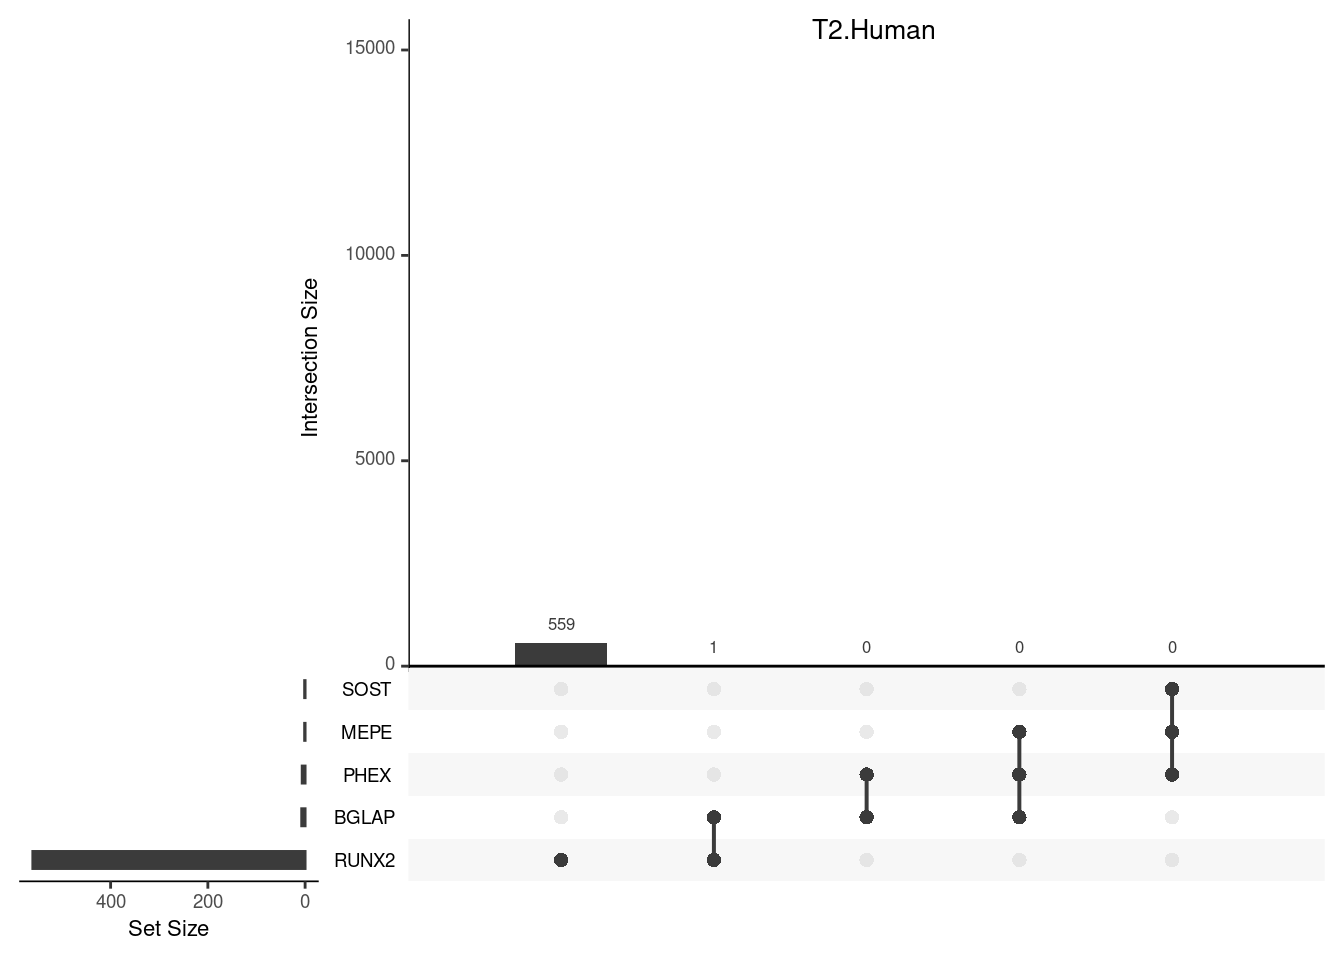 T2.Human
15000
10000
5000
0
Intersection Size
559
1
0
0
0
SOST
MEPE
PHEX
BGLAP
RUNX2
400
200
0
Set Size